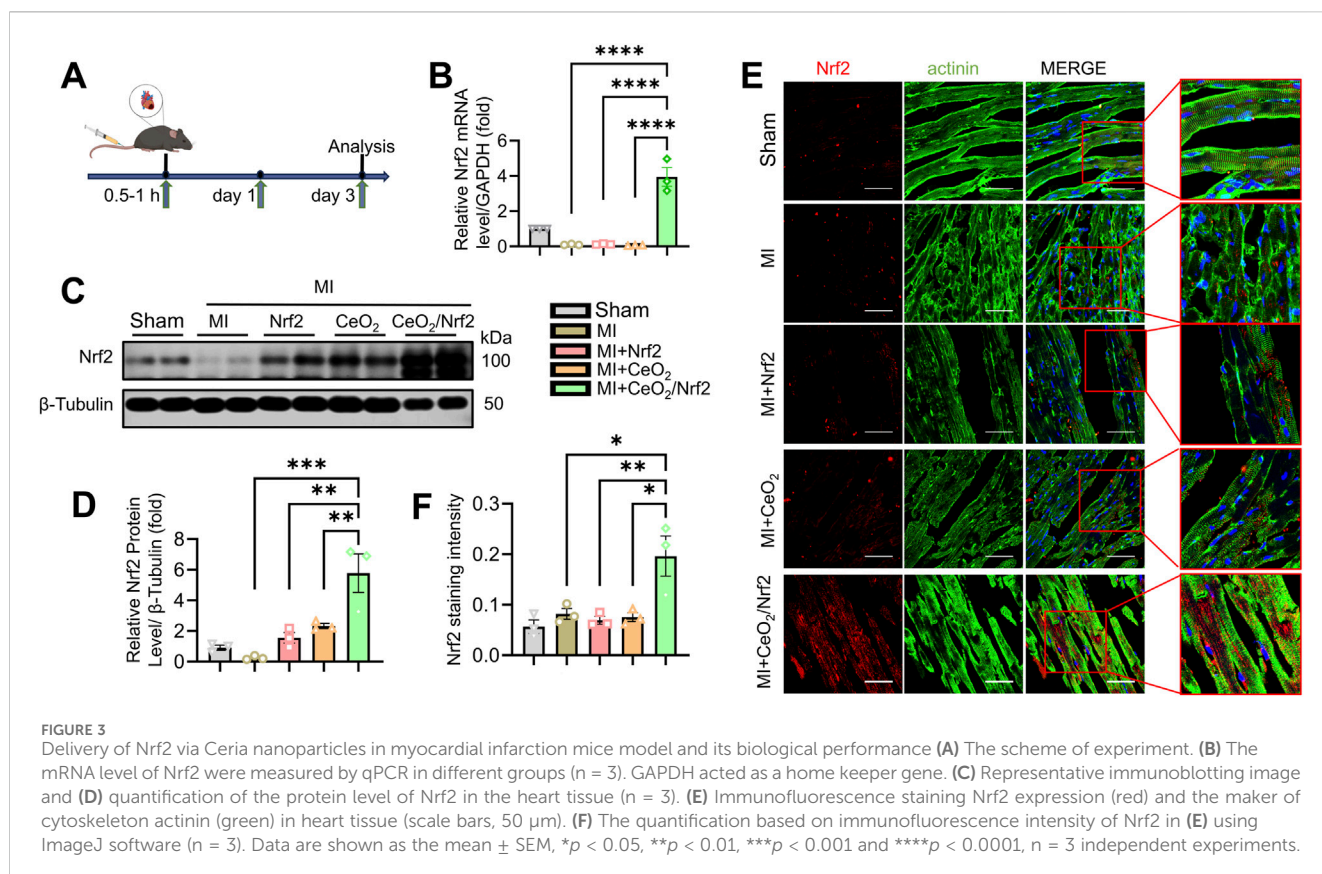 A
Analysis
0.5-1 h
day 1
day 3
B
Relative Nrf2 mRNA
level/GAPDH (fold)
6
4
2
0
****
****
****
C
MI
Sham
MI
Nrf2
CeO₂
CeO₂/Nrf2
kDa
Nrf2
100
β-Tubulin
50
Sham
MI
MI+Nrf2
MI+CeO₂
MI+CeO₂/Nrf2
D
Relative Nrf2 Protein
Level/ β-Tubulin (fold)
8
6
4
2
0
***
**
**
F
Nrf2 staining intensity
0.3
0.2
0.1
0.0
*
**
*
E
Nrf2
actinin
MERGE
Sham
MI
MI+Nrf2
MI+CeO₂
MI+CeO₂/Nrf2
FIGURE 3
Delivery of Nrf2 via Ceria nanoparticles in myocardial infarction mice model and its biological performance (A) The scheme of experiment. (B) The
mRNA level of Nrf2 were measured by qPCR in different groups (n = 3). GAPDH acted as a home keeper gene. (C) Representative immunoblotting image
and (D) quantification of the protein level of Nrf2 in the heart tissue (n = 3). (E) Immunofluorescence staining Nrf2 expression (red) and the maker of
cytoskeleton actinin (green) in heart tissue (scale bars, 50 μm). (F) The quantification based on immunofluorescence intensity of Nrf2 in (E) using
ImageJ software (n = 3). Data are shown as the mean ± SEM, *p < 0.05, **p < 0.01, ***p < 0.001 and ****p < 0.0001, n = 3 independent experiments.